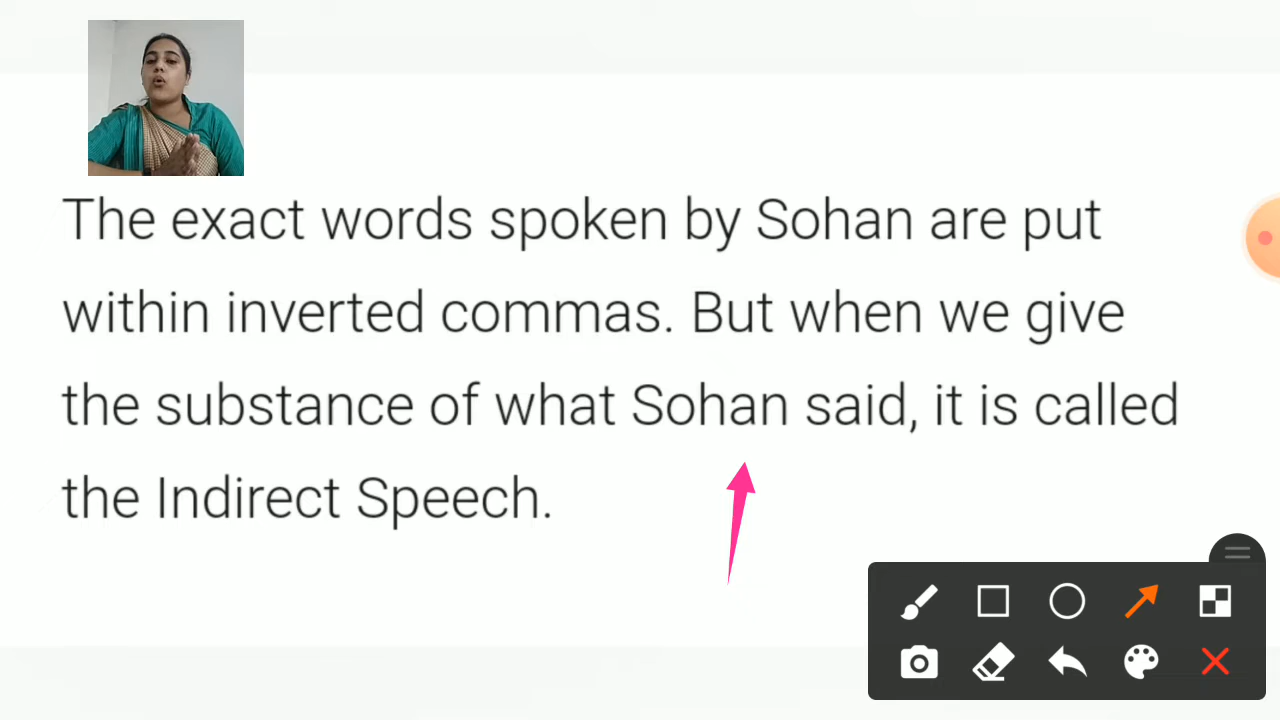 The exact words spoken by Sohan are put
within inverted commas. But when we give
the substance of what Sohan said, it is called
the Indirect Speech.